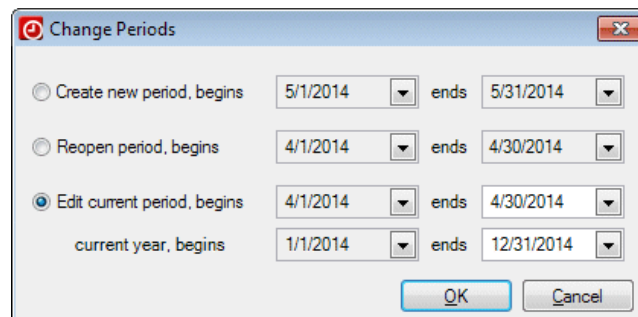 Change Periods
Create new period, begins 5/1/2014 ends 5/31/2014
Reopen period, begins 4/1/2014 ends 4/30/2014
Edit current period, begins 4/1/2014 ends 4/30/2014
current year, begins 1/1/2014 ends 12/31/2014
OK Cancel